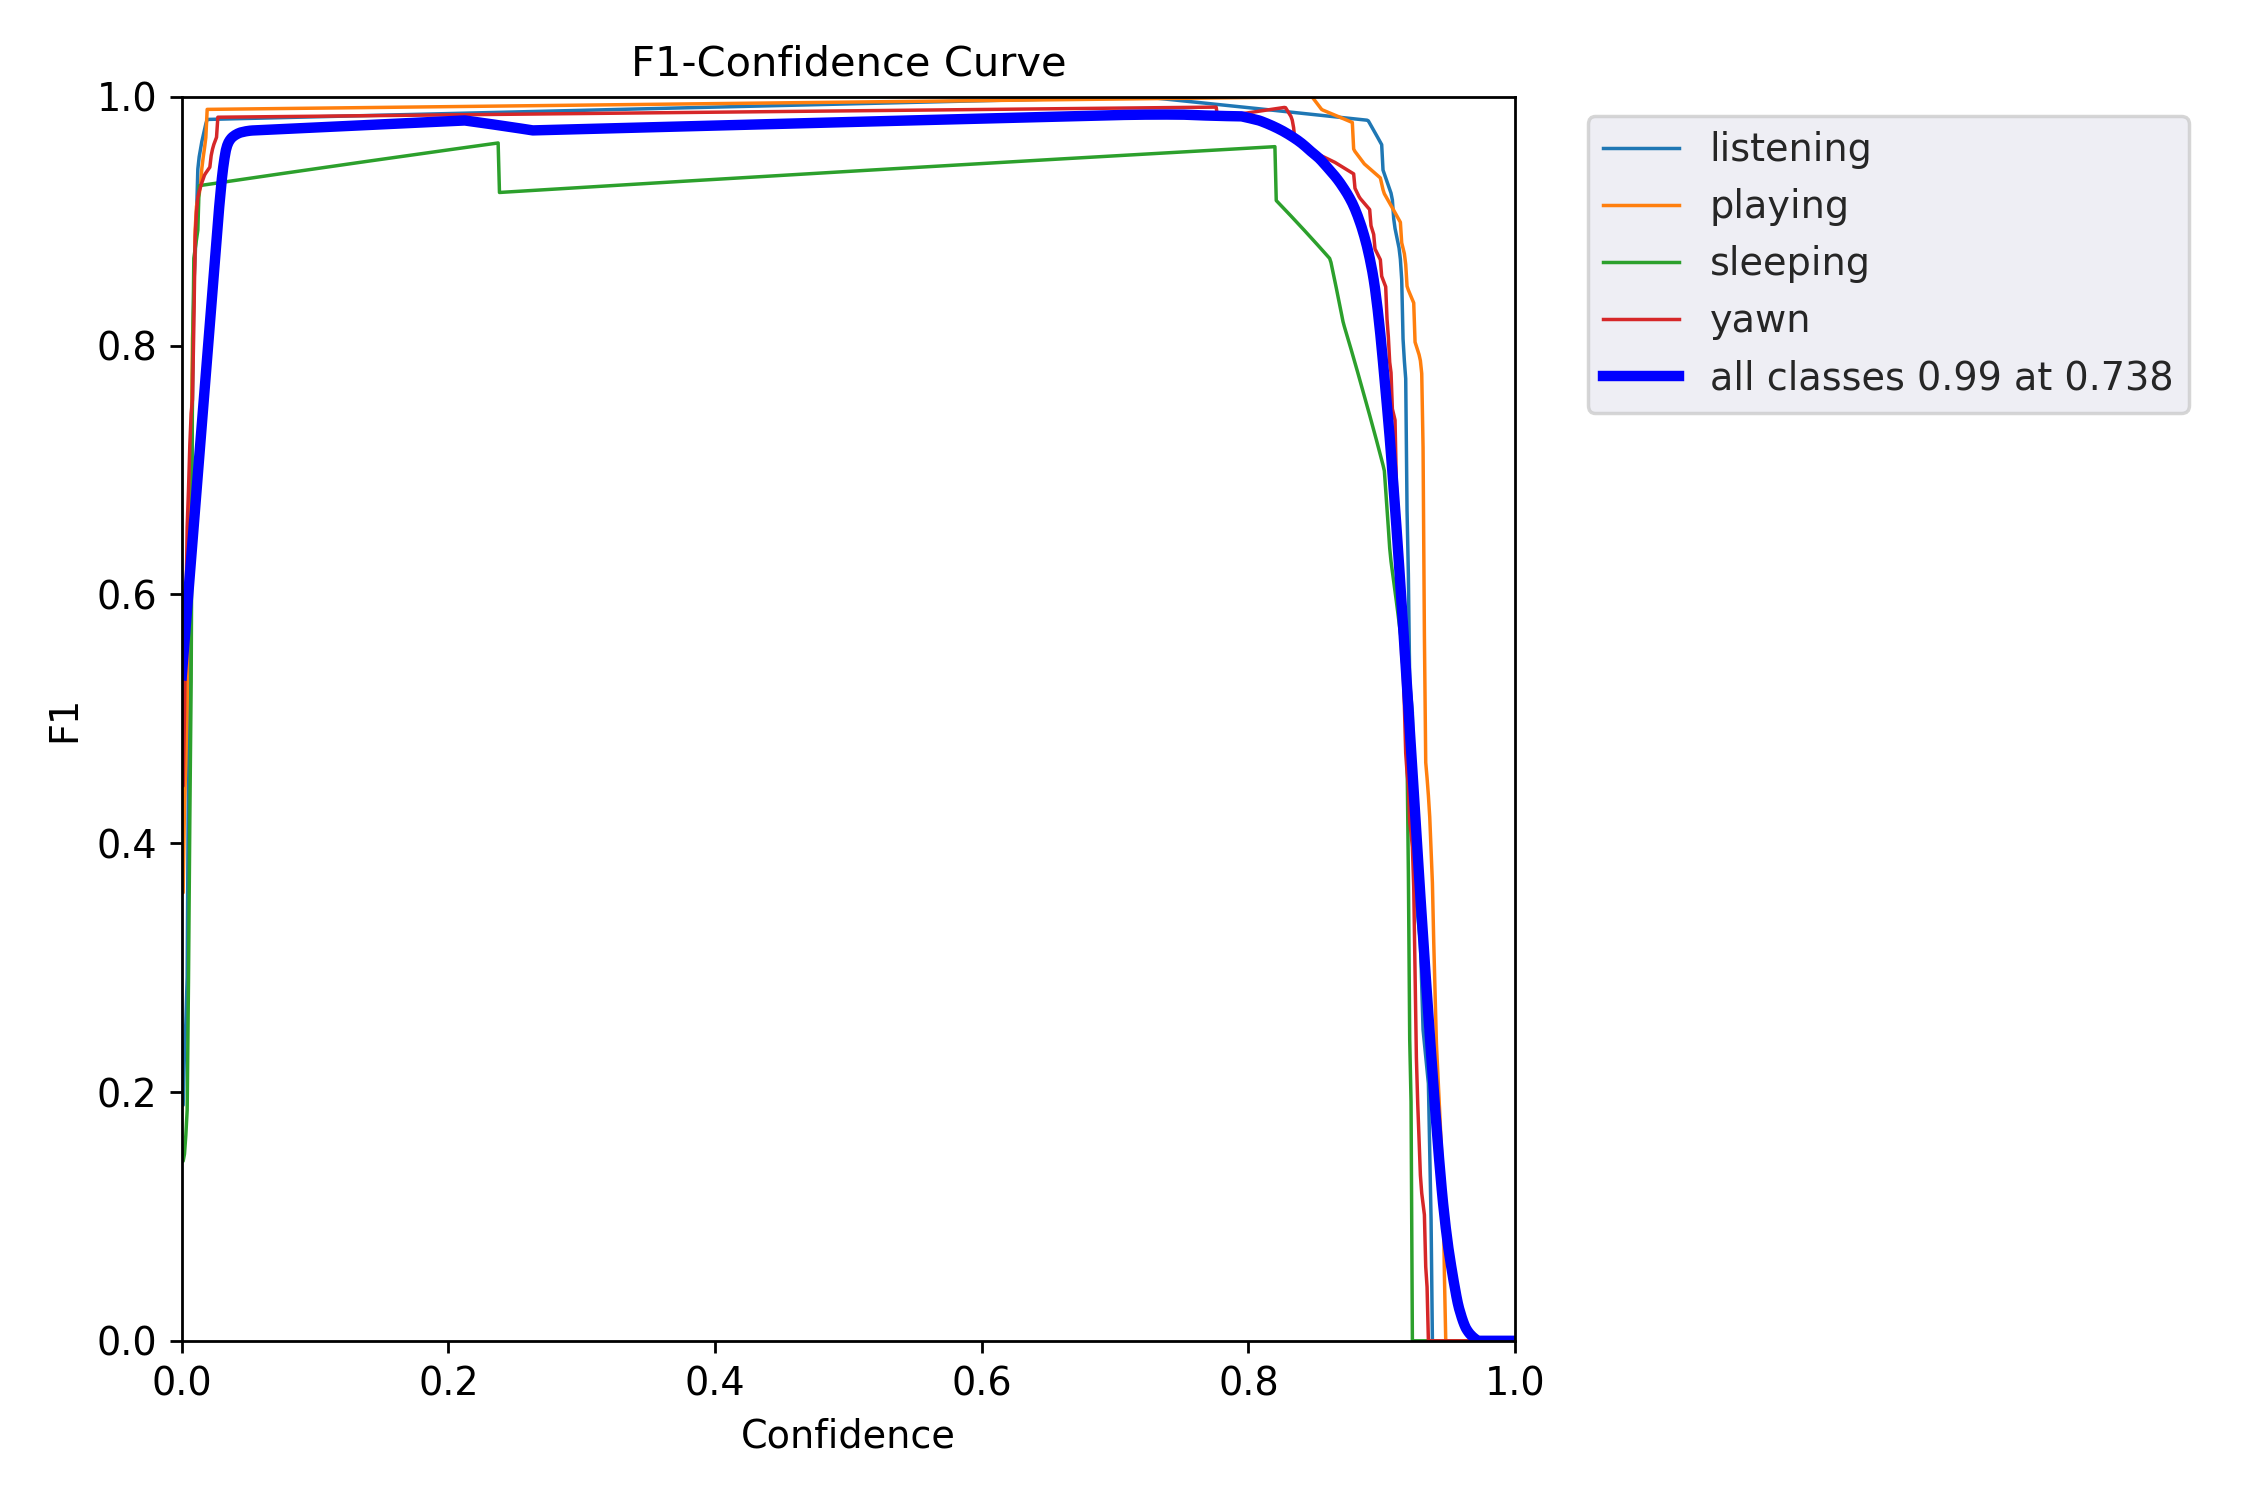 F1-Confidence Curve
1.0
0.8
0.6
0.4
0.2
0.0
F1
0.0 0.2 0.4 0.6 0.8 1.0
Confidence
listening
playing
sleeping
yawn
all classes 0.99 at 0.738